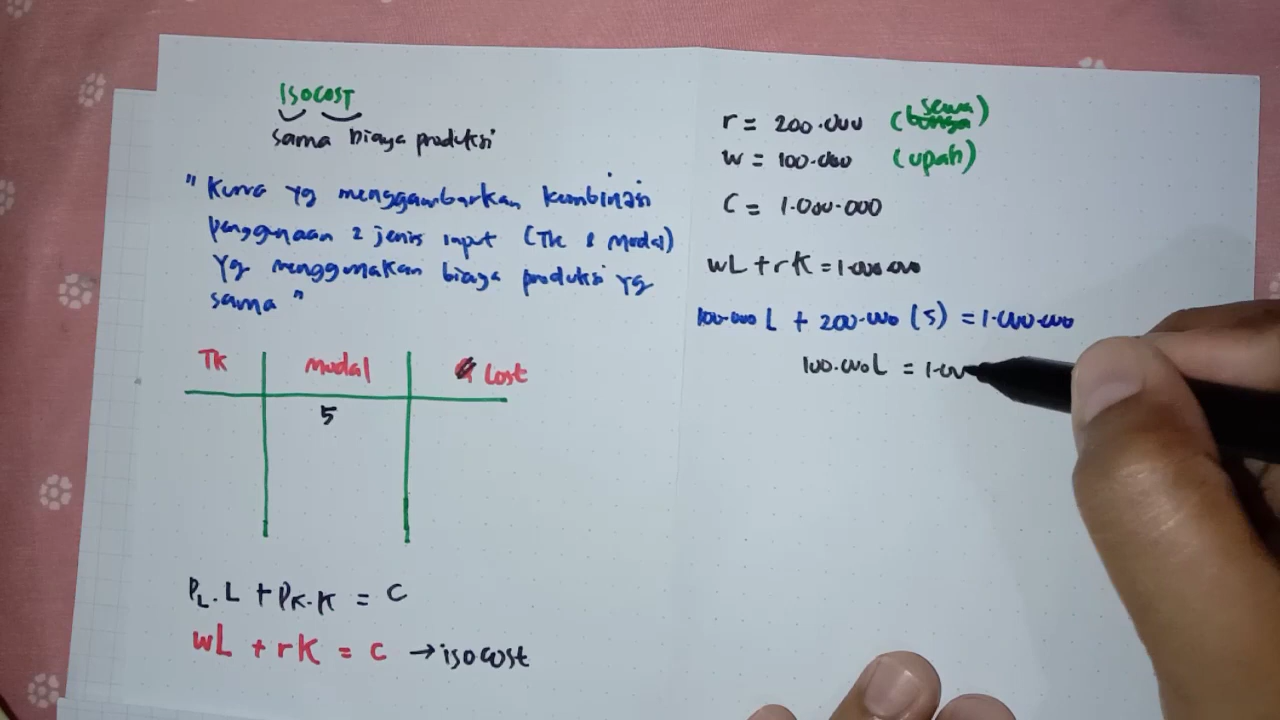 ISOCOST
sama biaya produksi
" Kurva yg menggambarkan kombinasi
penggunaan 2 jenis input (TK & Modal)
yg menggunakan biaya produksi yg
sama "
TK Modal Cost
5
PL.L + PK.K = C
wL + rK = C → isocost
r = 200.000 (sewa
bunga)
w = 100.000 (upah)
C = 1.000.000
wL + rK = 1.000.000
100.000 L + 200.000 (5) = 1.000.000
100.000L = 1.000